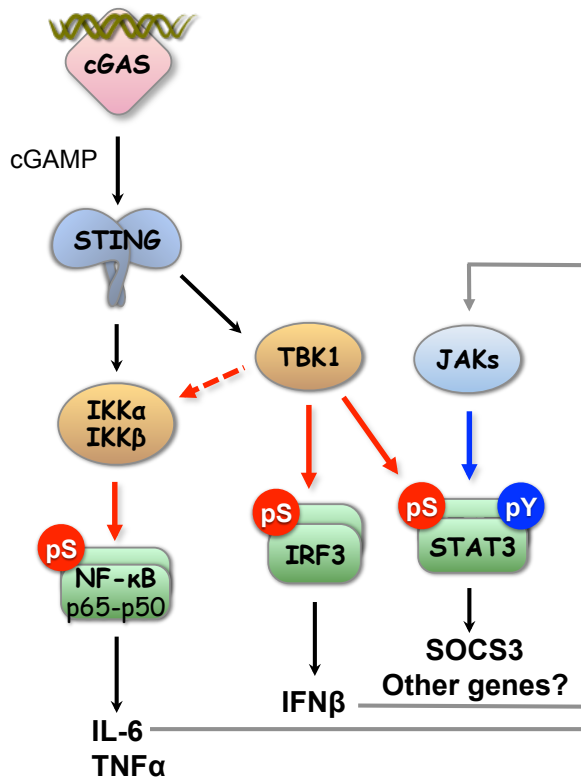 cGAS
cGAMP
STING
TBK1
JAKs
IKKα
IKKβ
pS
pS
pS
pY
NF-κB
p65-p50
IRF3
STAT3
SOCS3
Other genes?
IFNβ
IL-6
TNFα